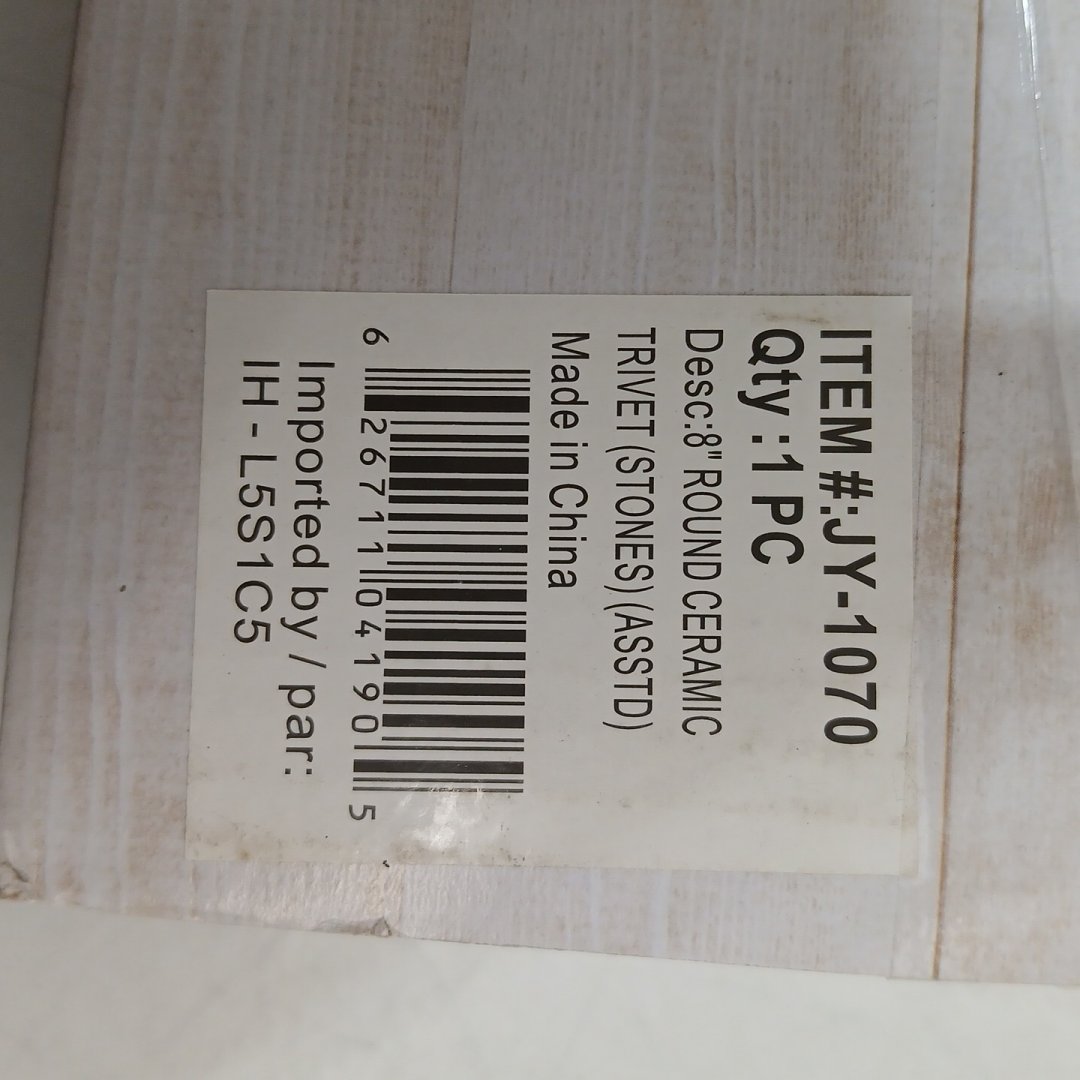 ITEM #:JY-1070
Qty :1 PC
Desc:8" ROUND CERAMIC
TRIVET (STONES) (ASSTD)
Made in China
6 26711 04190 5
Imported by / par:
IH - L5S1C5